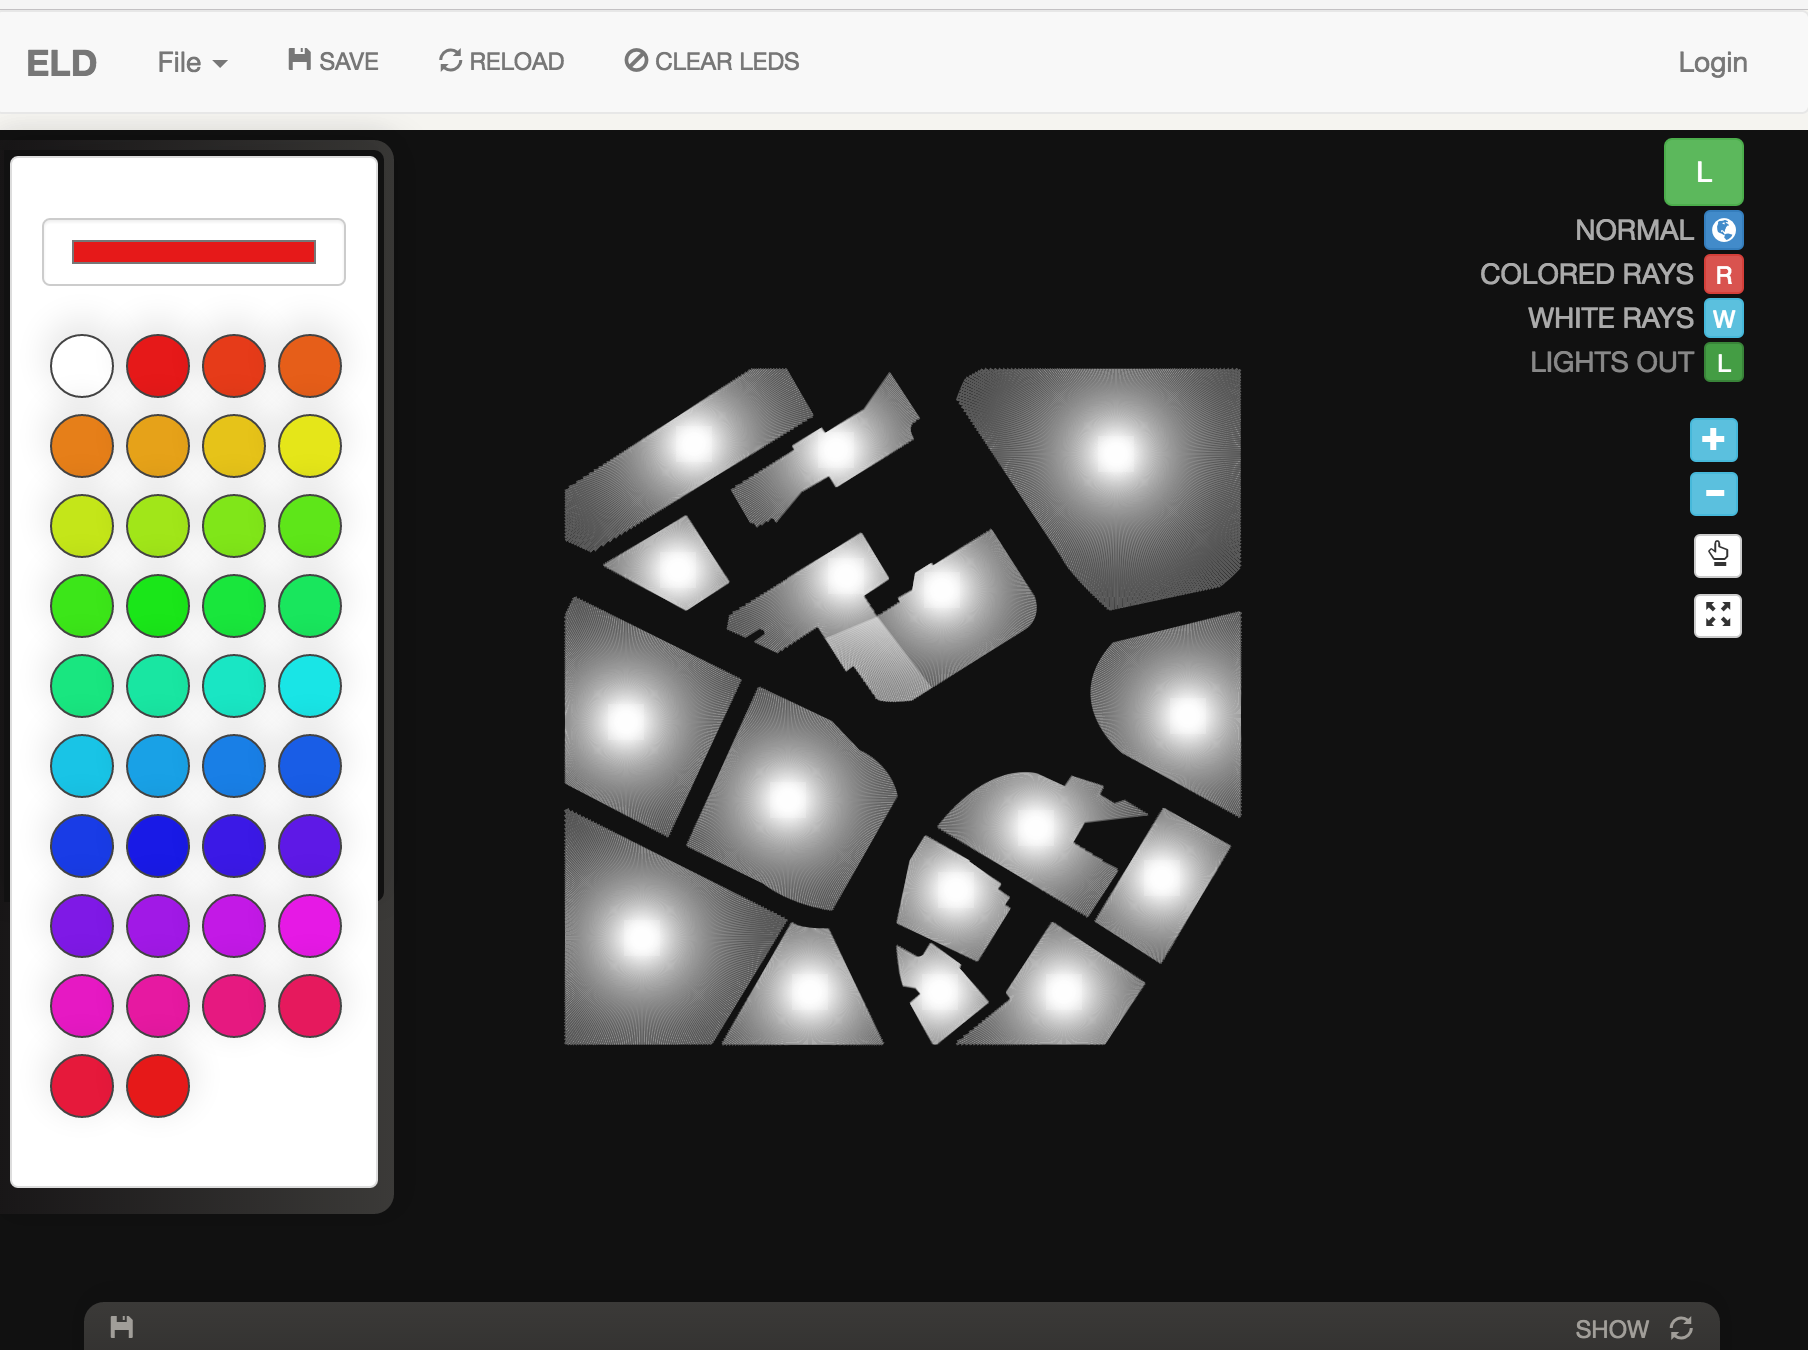 ELD File SAVE RELOAD CLEAR LEDS Login
L
NORMAL
COLORED RAYS R
WHITE RAYS W
LIGHTS OUT L
SHOW